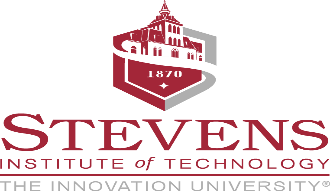 1870
STEVENS
INSTITUTE of TECHNOLOGY
THE INNOVATION UNIVERSITY®